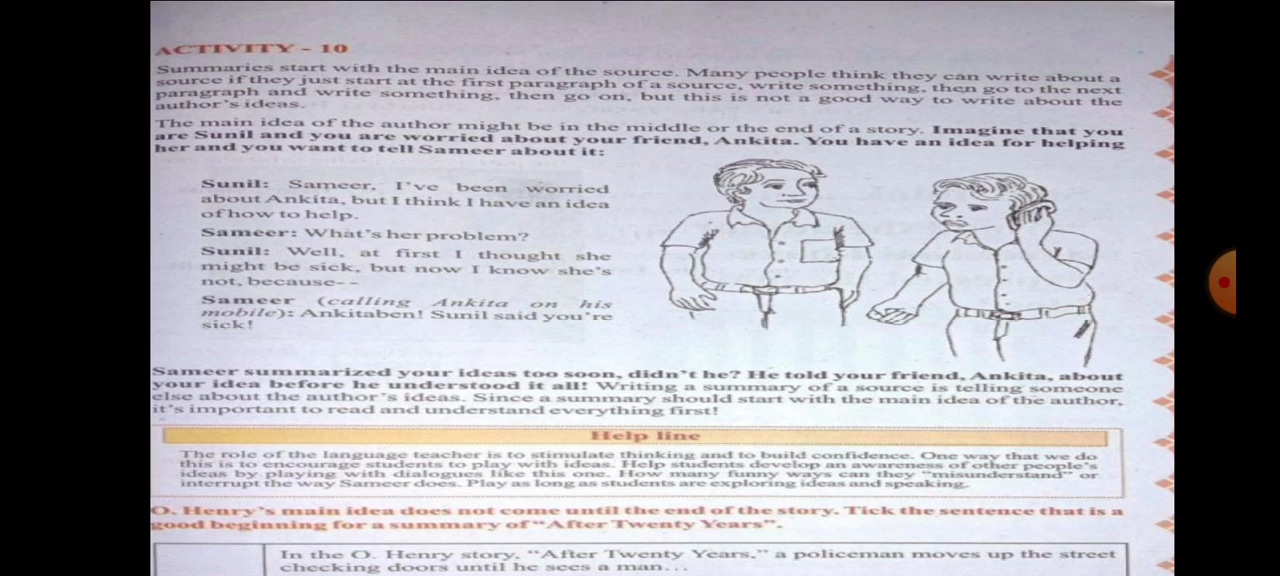 ACTIVITY - 10
Summaries start with the main idea of the source. Many people think they can write about a
source if they just start at the first paragraph of a source, write something, then go to the next
paragraph and write something, then go on, but this is not a good way to write about the
author's ideas.
The main idea of the author might be in the middle or the end of a story. Imagine that you
are Sunil and you are worried about your friend, Ankita. You have an idea for helping
her and you want to tell Sameer about it:
Sunil: Sameer, I've been worried
about Ankita, but I think I have an idea
of how to help.
Sameer: What's her problem?
Sunil: Well, at first I thought she
might be sick, but now I know she's
not, because--
Sameer (calling Ankita on his
mobile): Ankitaben! Sunil said you're
sick!
Sameer summarized your ideas too soon, didn't he? He told your friend, Ankita, about
your idea before he understood it all! Writing a summary of a source is telling someone
else about the author's ideas. Since a summary should start with the main idea of the author,
it's important to read and understand everything first!
Help line
The role of the language teacher is to stimulate thinking and to build confidence. One way that we do
this is to encourage students to play with ideas. Help students develop an awareness of other people's
ideas by playing with dialogues like this one. How many funny ways can they "misunderstand" or
interrupt the way Sameer does. Play as long as students are exploring ideas and speaking.
O. Henry's main idea does not come until the end of the story. Tick the sentence that is a
good beginning for a summary of "After Twenty Years".
In the O. Henry story, "After Twenty Years," a policeman moves up the street
checking doors until he sees a man...